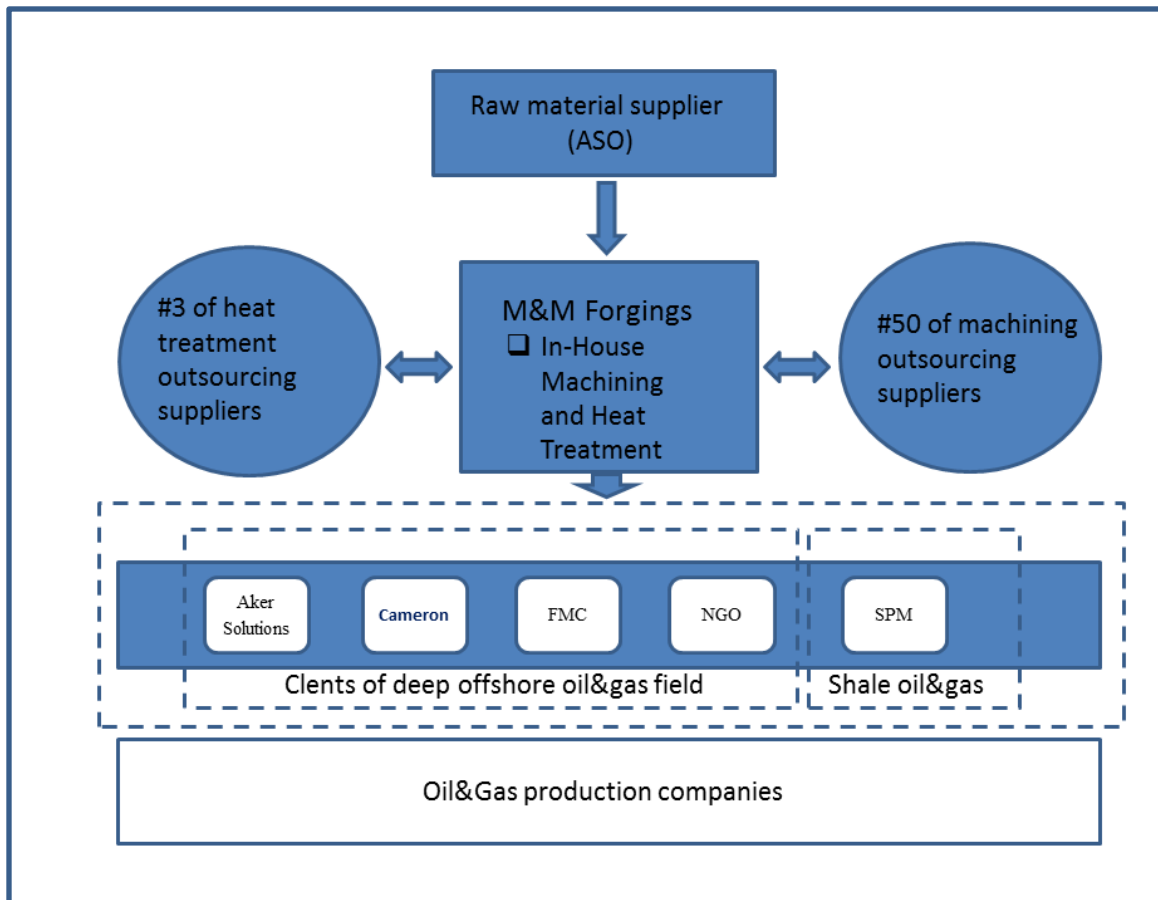 Raw material supplier
(ASO)
#3 of heat
treatment
outsourcing
suppliers
M&M Forgings
❑ In-House
Machining
and Heat
Treatment
#50 of machining
outsourcing
suppliers
Aker
Solutions
Cameron
FMC
NGO
SPM
Clents of deep offshore oil&gas field
Shale oil&gas
Oil&Gas production companies